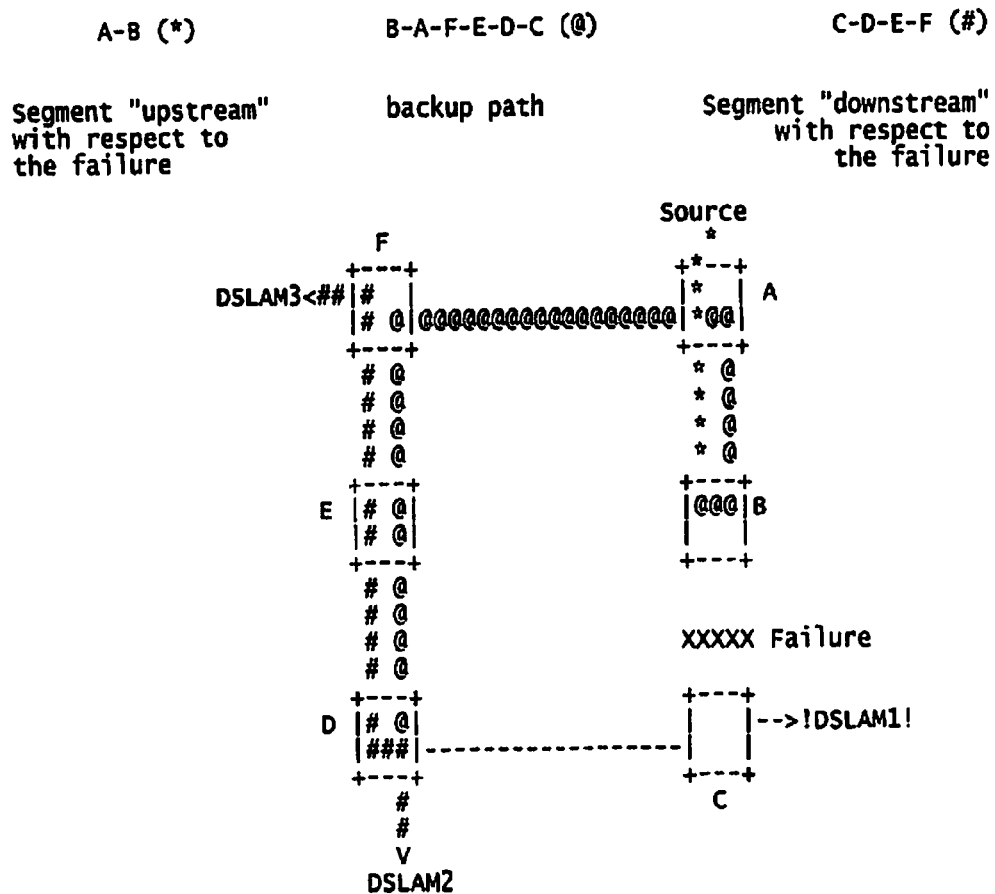 A-B (*)                B-A-F-E-D-C (@)                C-D-E-F (#)
Segment "upstream"        backup path        Segment "downstream"
with respect to                                   with respect to
the failure                                           the failure
                                               Source
                         F                        *
                       +---+                    +*--+
             DSLAM3<##|#   |                    |*  |  A
                      |# @|@@@@@@@@@@@@@@@@@@@|*@@|
                       +---+                    +---+
                        # @                      * @
                        # @                      * @
                        # @                      * @
                        # @                      * @
                       +---+                    +---+
                    E  |# @|                    |@@@|B
                       |# @|                    |   |
                       +---+                    +---+
                        # @
                        # @
                        # @                     XXXXX Failure
                        # @
                       +---+                    +---+
                    D  |# @|                    |   |-->!DSLAM1!
                       |###|--------------------|   |
                       +---+                    +---+
                         #                        C
                         #
                         V
                       DSLAM2